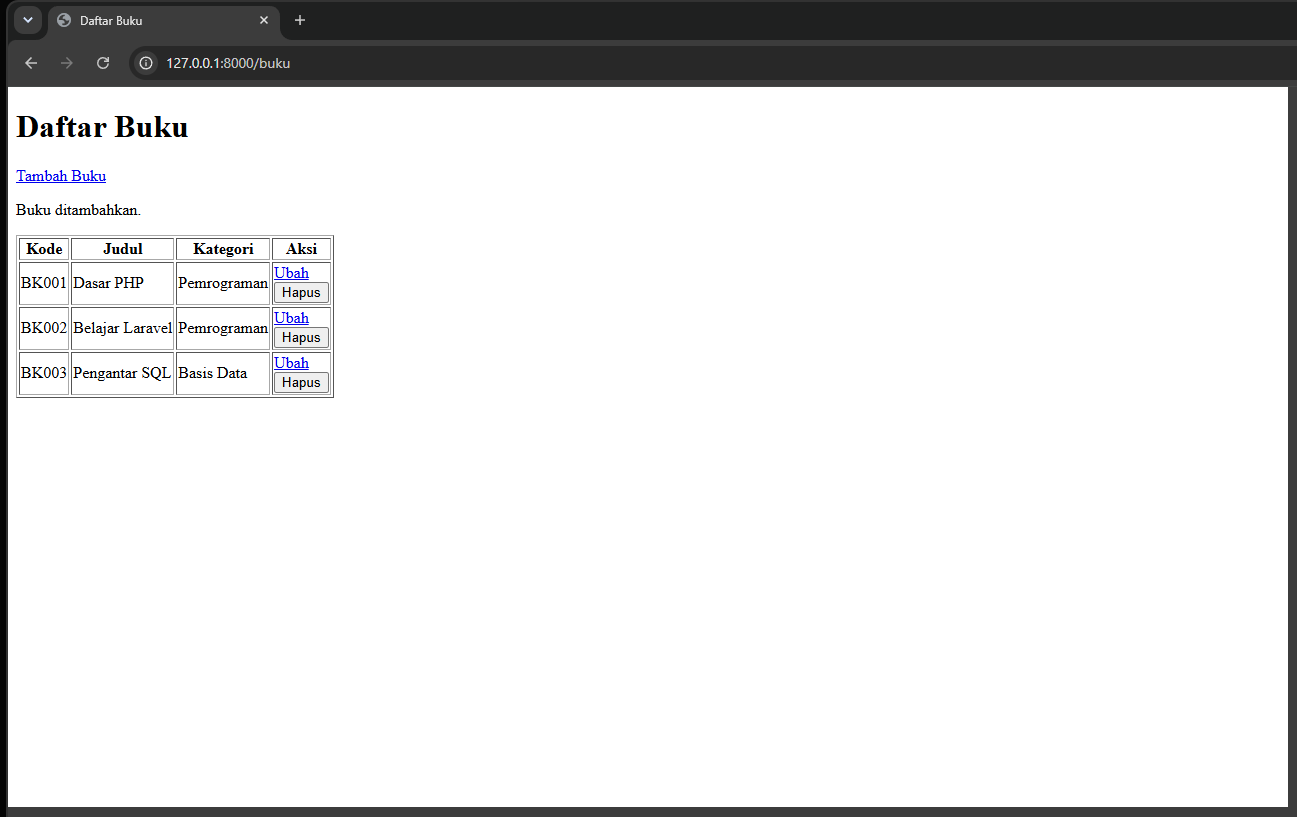 Daftar Buku
127.0.0.1:8000/buku
Daftar Buku
Tambah Buku
Buku ditambahkan.
Kode Judul Kategori Aksi
BK001 Dasar PHP Pemrograman Ubah
Hapus
BK002 Belajar Laravel Pemrograman Ubah
Hapus
BK003 Pengantar SQL Basis Data Ubah
Hapus